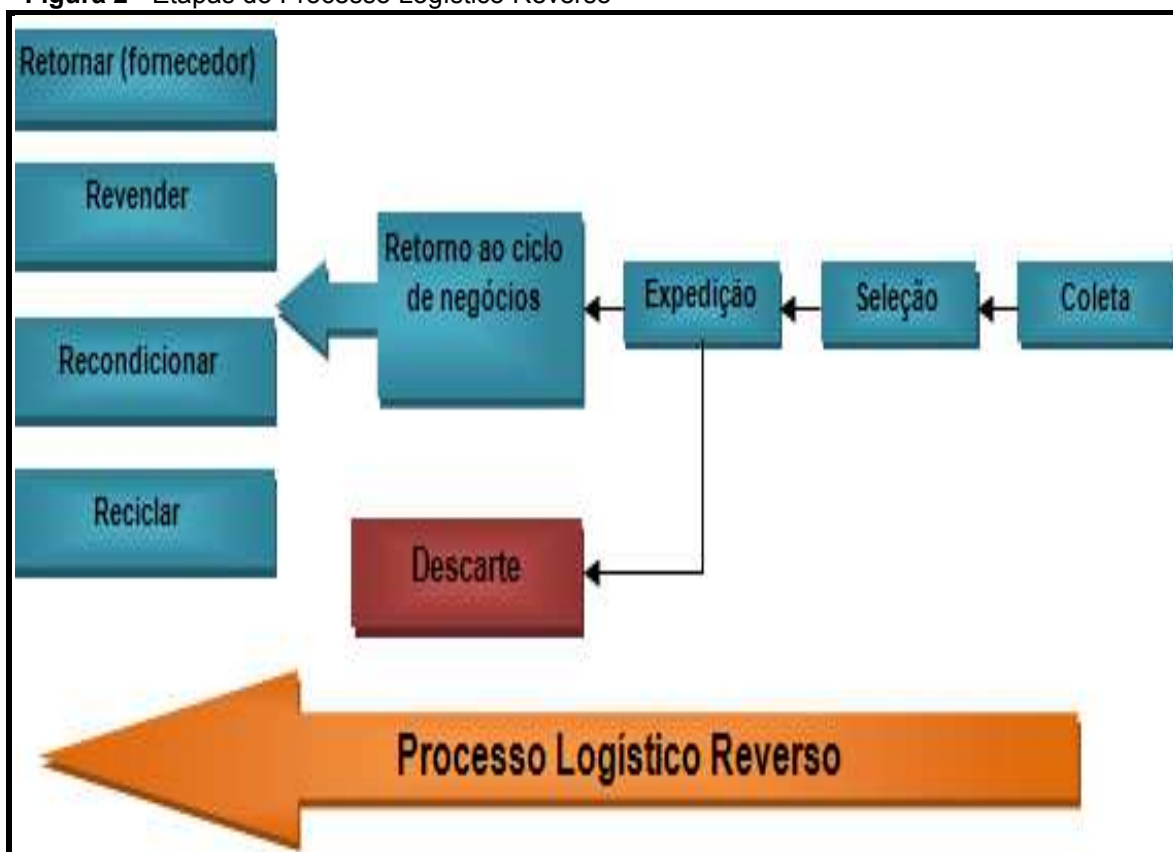 Figura 2 - Etapas do Processo Logístico Reverso
Retornar (fornecedor)
Revender
Retorno ao ciclo
de negócios
Expedição
Seleção
Coleta
Recondicionar
Reciclar
Descarte
Processo Logístico Reverso